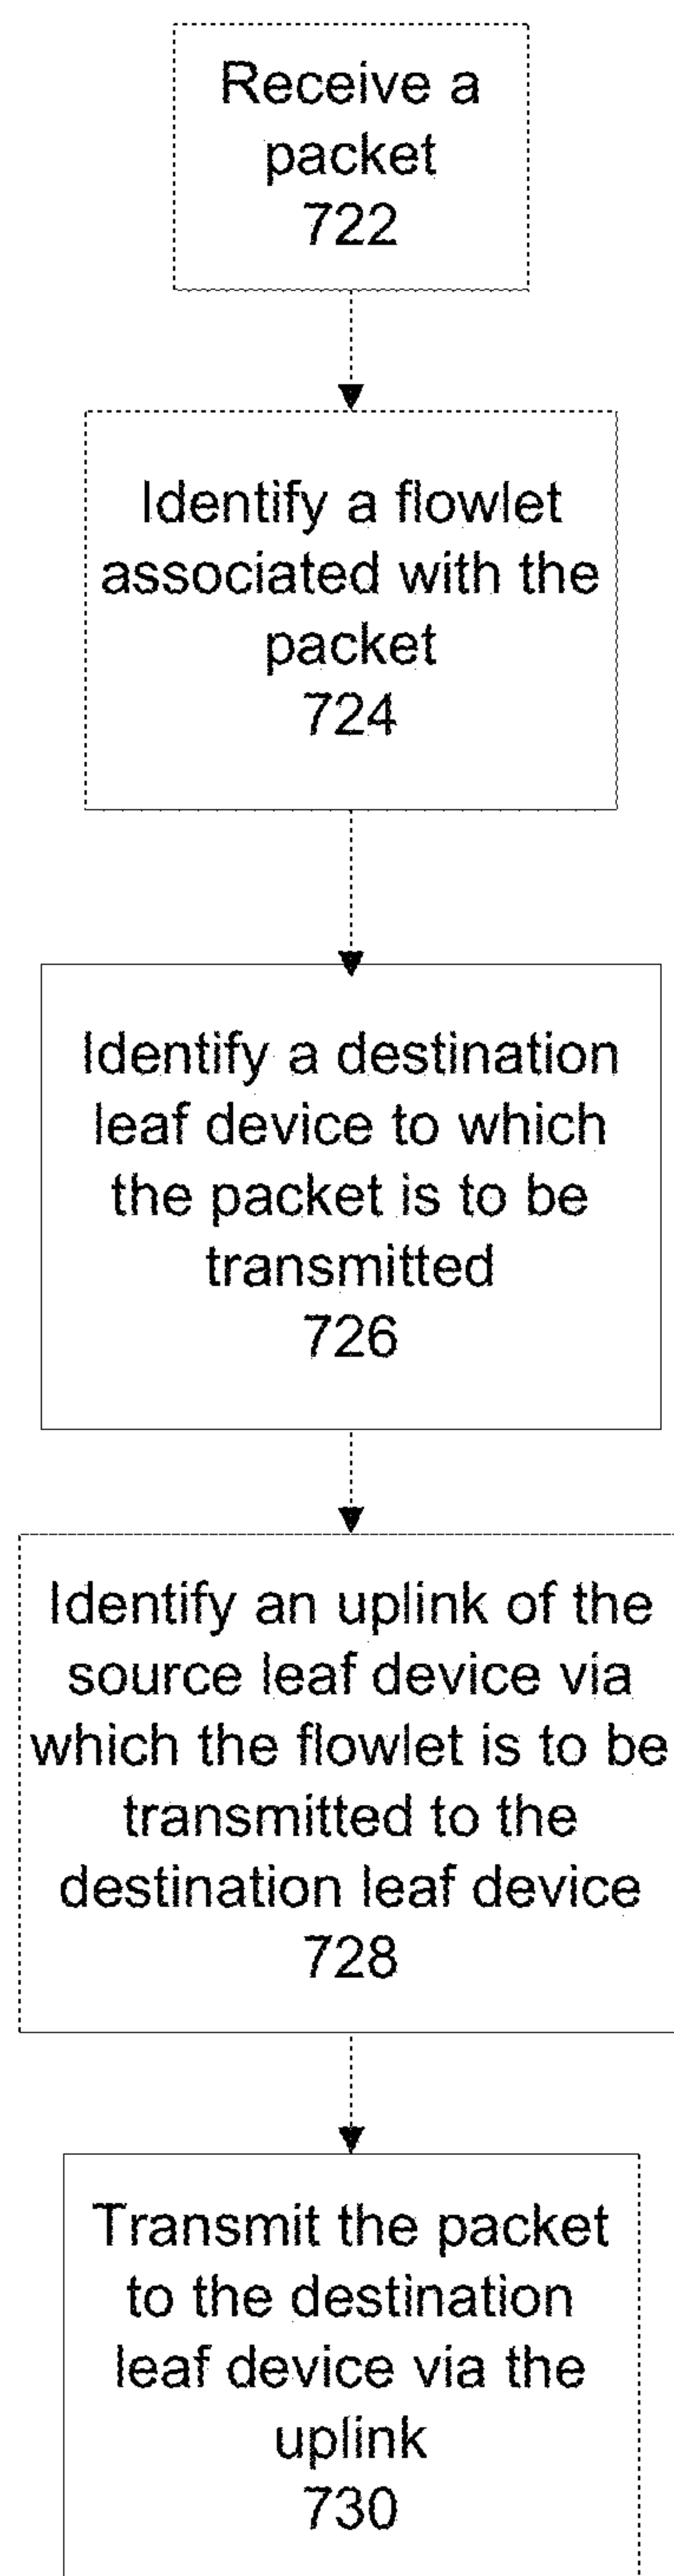 Receive a
packet
722
Identify a flowlet
associated with the
packet
724
Identify a destination
leaf device to which
the packet is to be
transmitted
726
Identify an uplink of the
source leaf device via
which the flowlet is to be
transmitted to the
destination leaf device
728
Transmit the packet
to the destination
leaf device via the
uplink
730